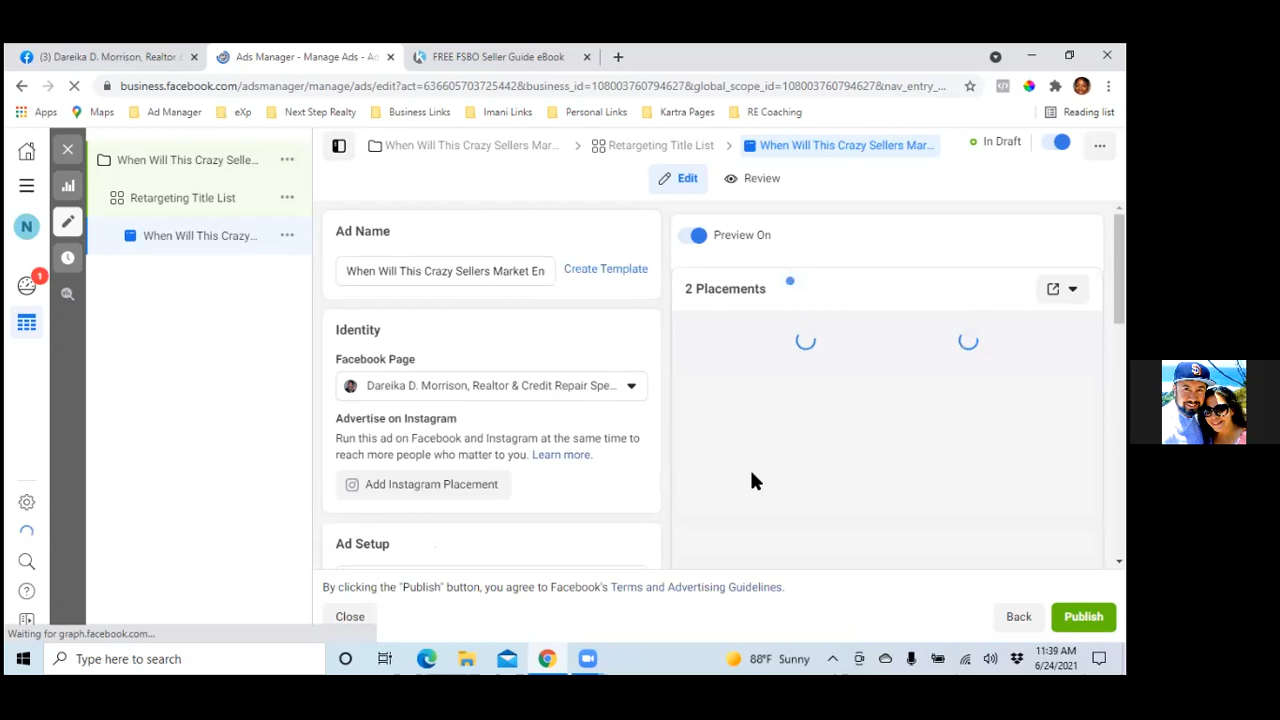 (3) Dareika D. Morrison, Realtor &
Ads Manager - Manage Ads - Ad
FREE FSBO Seller Guide eBook
business.facebook.com/adsmanager/manage/ads/edit?act=636605703725442&business_id=1080037607946276&global_scope_id=1080037607946276&nav_entry_...
Apps
Maps
Ad Manager
eXp
Next Step Realty
Business Links
Imani Links
Personal Links
Kartra Pages
RE Coaching
Reading list
When Will This Crazy Selle...
Retargeting Title List
When Will This Crazy...
N
1
When Will This Crazy Sellers Mar...
Retargeting Title List
When Will This Crazy Sellers Mar...
In Draft
Edit
Review
Ad Name
When Will This Crazy Sellers Market En
Create Template
Identity
Facebook Page
Dareika D. Morrison, Realtor & Credit Repair Spe...
Advertise on Instagram
Run this ad on Facebook and Instagram at the same time to
reach more people who matter to you. Learn more.
Add Instagram Placement
Ad Setup
Preview On
2 Placements
By clicking the "Publish" button, you agree to Facebook's Terms and Advertising Guidelines.
Close
Back
Publish
Waiting for graph.facebook.com...
Type here to search
88°F Sunny
11:39 AM
6/24/2021